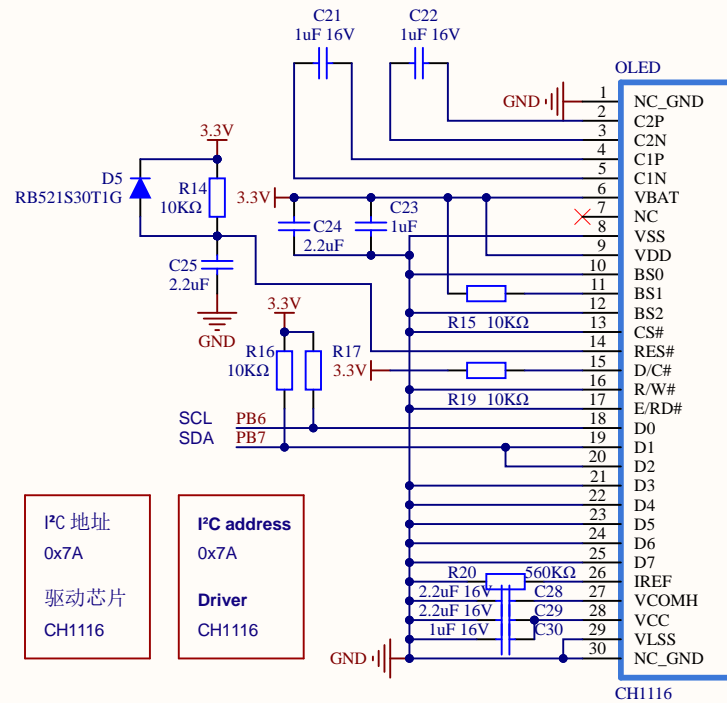 C21
1uF 16V
C22
1uF 16V
OLED
GND
1
NC_GND
2
C2P
3
C2N
4
C1P
5
C1N
3.3V
6
VBAT
7
NC
8
VSS
9
VDD
10
BS0
11
BS1
12
BS2
13
CS#
14
RES#
15
D/C#
16
R/W#
17
E/RD#
18
D0
19
D1
20
D2
21
D3
22
D4
23
D5
24
D6
25
D7
26
IREF
27
VCOMH
28
VCC
29
VLSS
30
NC_GND
CH1116
3.3V
D5
RB521S30T1G
R14
10KΩ
C25
2.2uF
GND
C24
2.2uF
C23
1uF
R15 10KΩ
3.3V
R16
10KΩ
R17
3.3V
R19 10KΩ
SCL PB6
SDA PB7
R20 560KΩ
2.2uF 16V C28
2.2uF 16V C29
1uF 16V C30
GND
I²C 地址
0x7A
驱动芯片
CH1116
I²C address
0x7A
Driver
CH1116